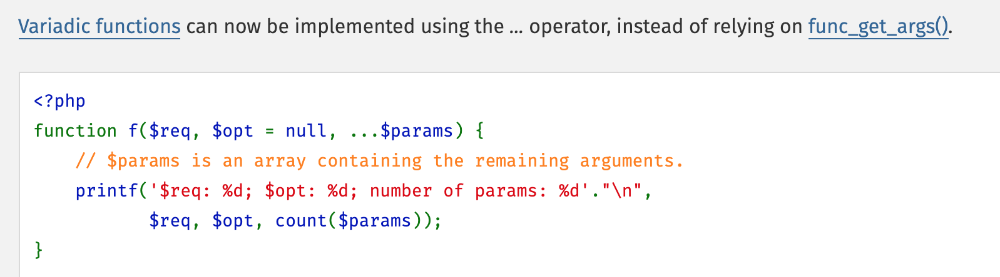 Variadic functions can now be implemented using the ... operator, instead of relying on func_get_args().
<?php
function f($req, $opt = null, ...$params) {
    // $params is an array containing the remaining arguments.
    printf('$req: %d; $opt: %d; number of params: %d'."\n",
           $req, $opt, count($params));
}